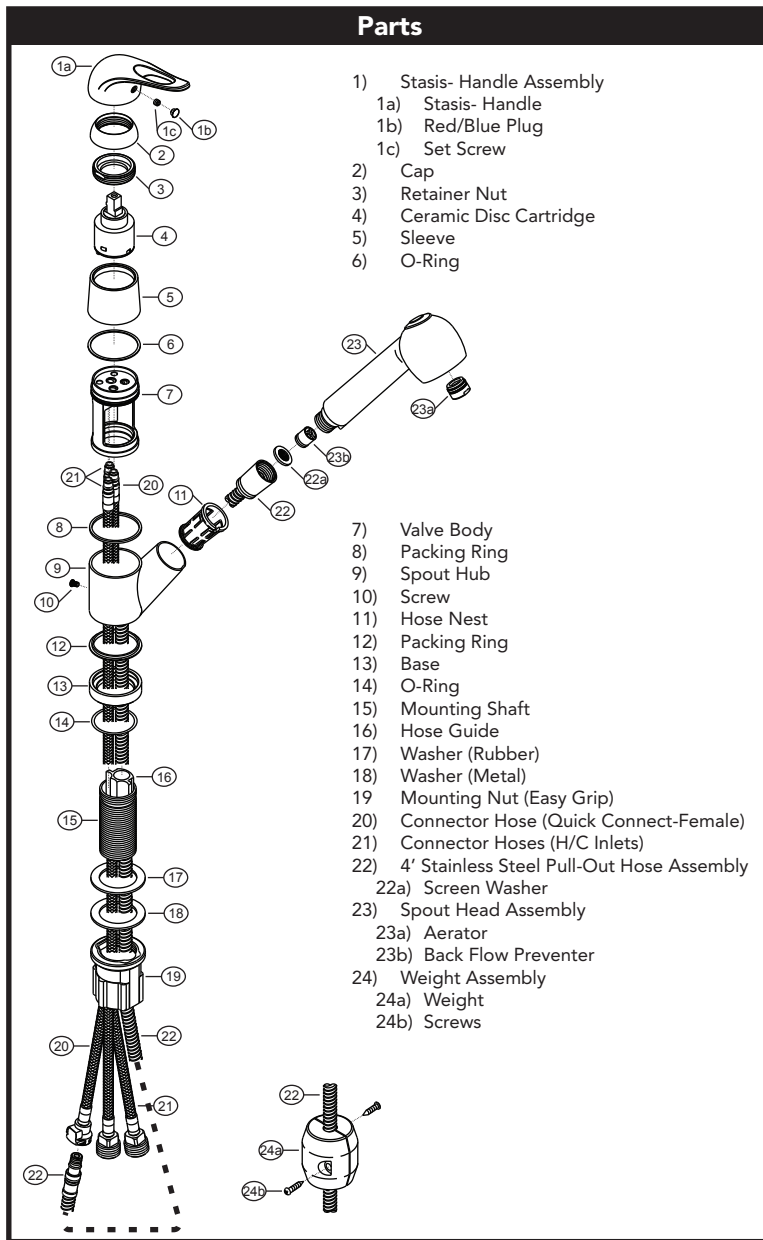 Parts
1) Stasis- Handle Assembly
1a) Stasis- Handle
1b) Red/Blue Plug
1c) Set Screw
2) Cap
3) Retainer Nut
4) Ceramic Disc Cartridge
5) Sleeve
6) O-Ring
7) Valve Body
8) Packing Ring
9) Spout Hub
10) Screw
11) Hose Nest
12) Packing Ring
13) Base
14) O-Ring
15) Mounting Shaft
16) Hose Guide
17) Washer (Rubber)
18) Washer (Metal)
19 Mounting Nut (Easy Grip)
20) Connector Hose (Quick Connect-Female)
21) Connector Hoses (H/C Inlets)
22) 4’ Stainless Steel Pull-Out Hose Assembly
22a) Screen Washer
23) Spout Head Assembly
23a) Aerator
23b) Back Flow Preventer
24) Weight Assembly
24a) Weight
24b) Screws
1a
1c
1b
2
3
4
5
6
7
23
23a
23b
22a
22
21
20
11
8
9
10
12
13
14
16
15
17
18
19
20
22
21
22
22
24a
24b